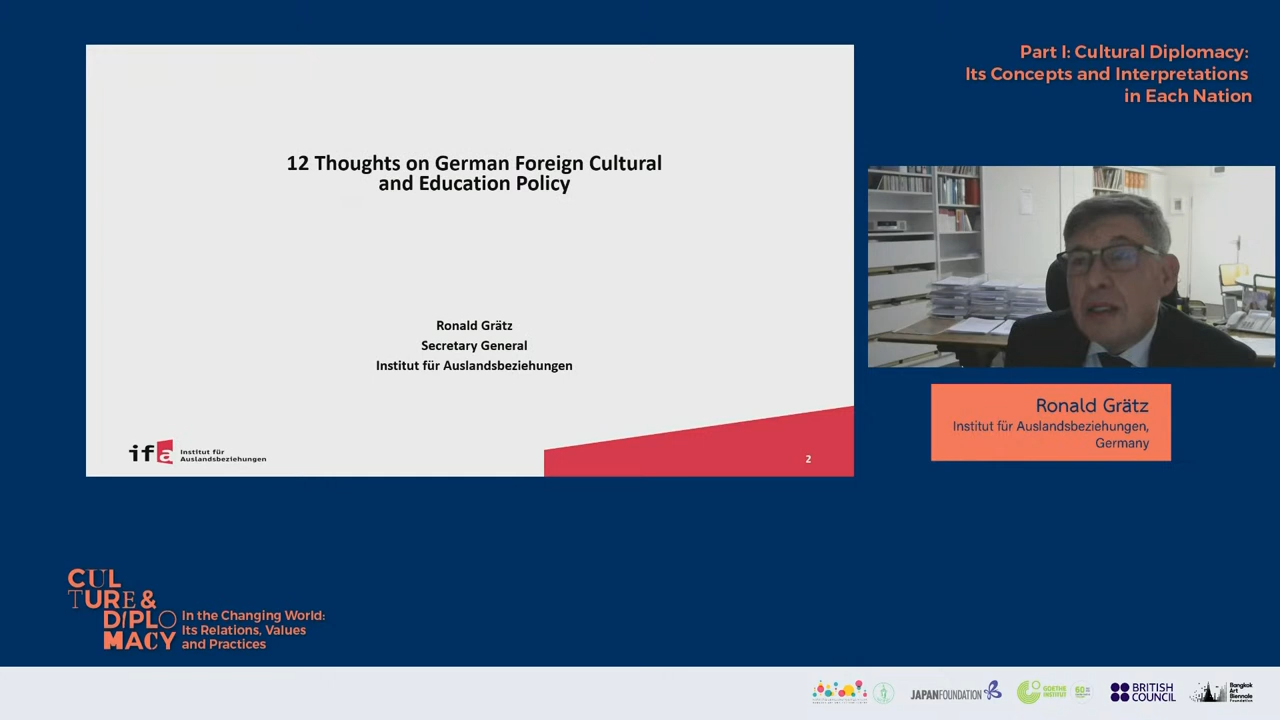 Part I: Cultural Diplomacy:
Its Concepts and Interpretations
in Each Nation
12 Thoughts on German Foreign Cultural
and Education Policy
Ronald Grätz
Secretary General
Institut für Auslandsbeziehungen
ifa Institut für
Auslandsbeziehungen
2
Ronald Grätz
Institut für Auslandsbeziehungen,
Germany
CUL
TURE &
DIPLO
MACY
In the Changing World:
Its Relations, Values
and Practices
JAPANFOUNDATION
GOETHE
INSTITUT
60
BRITISH
COUNCIL
Bangkok
Art
Biennale
Foundation